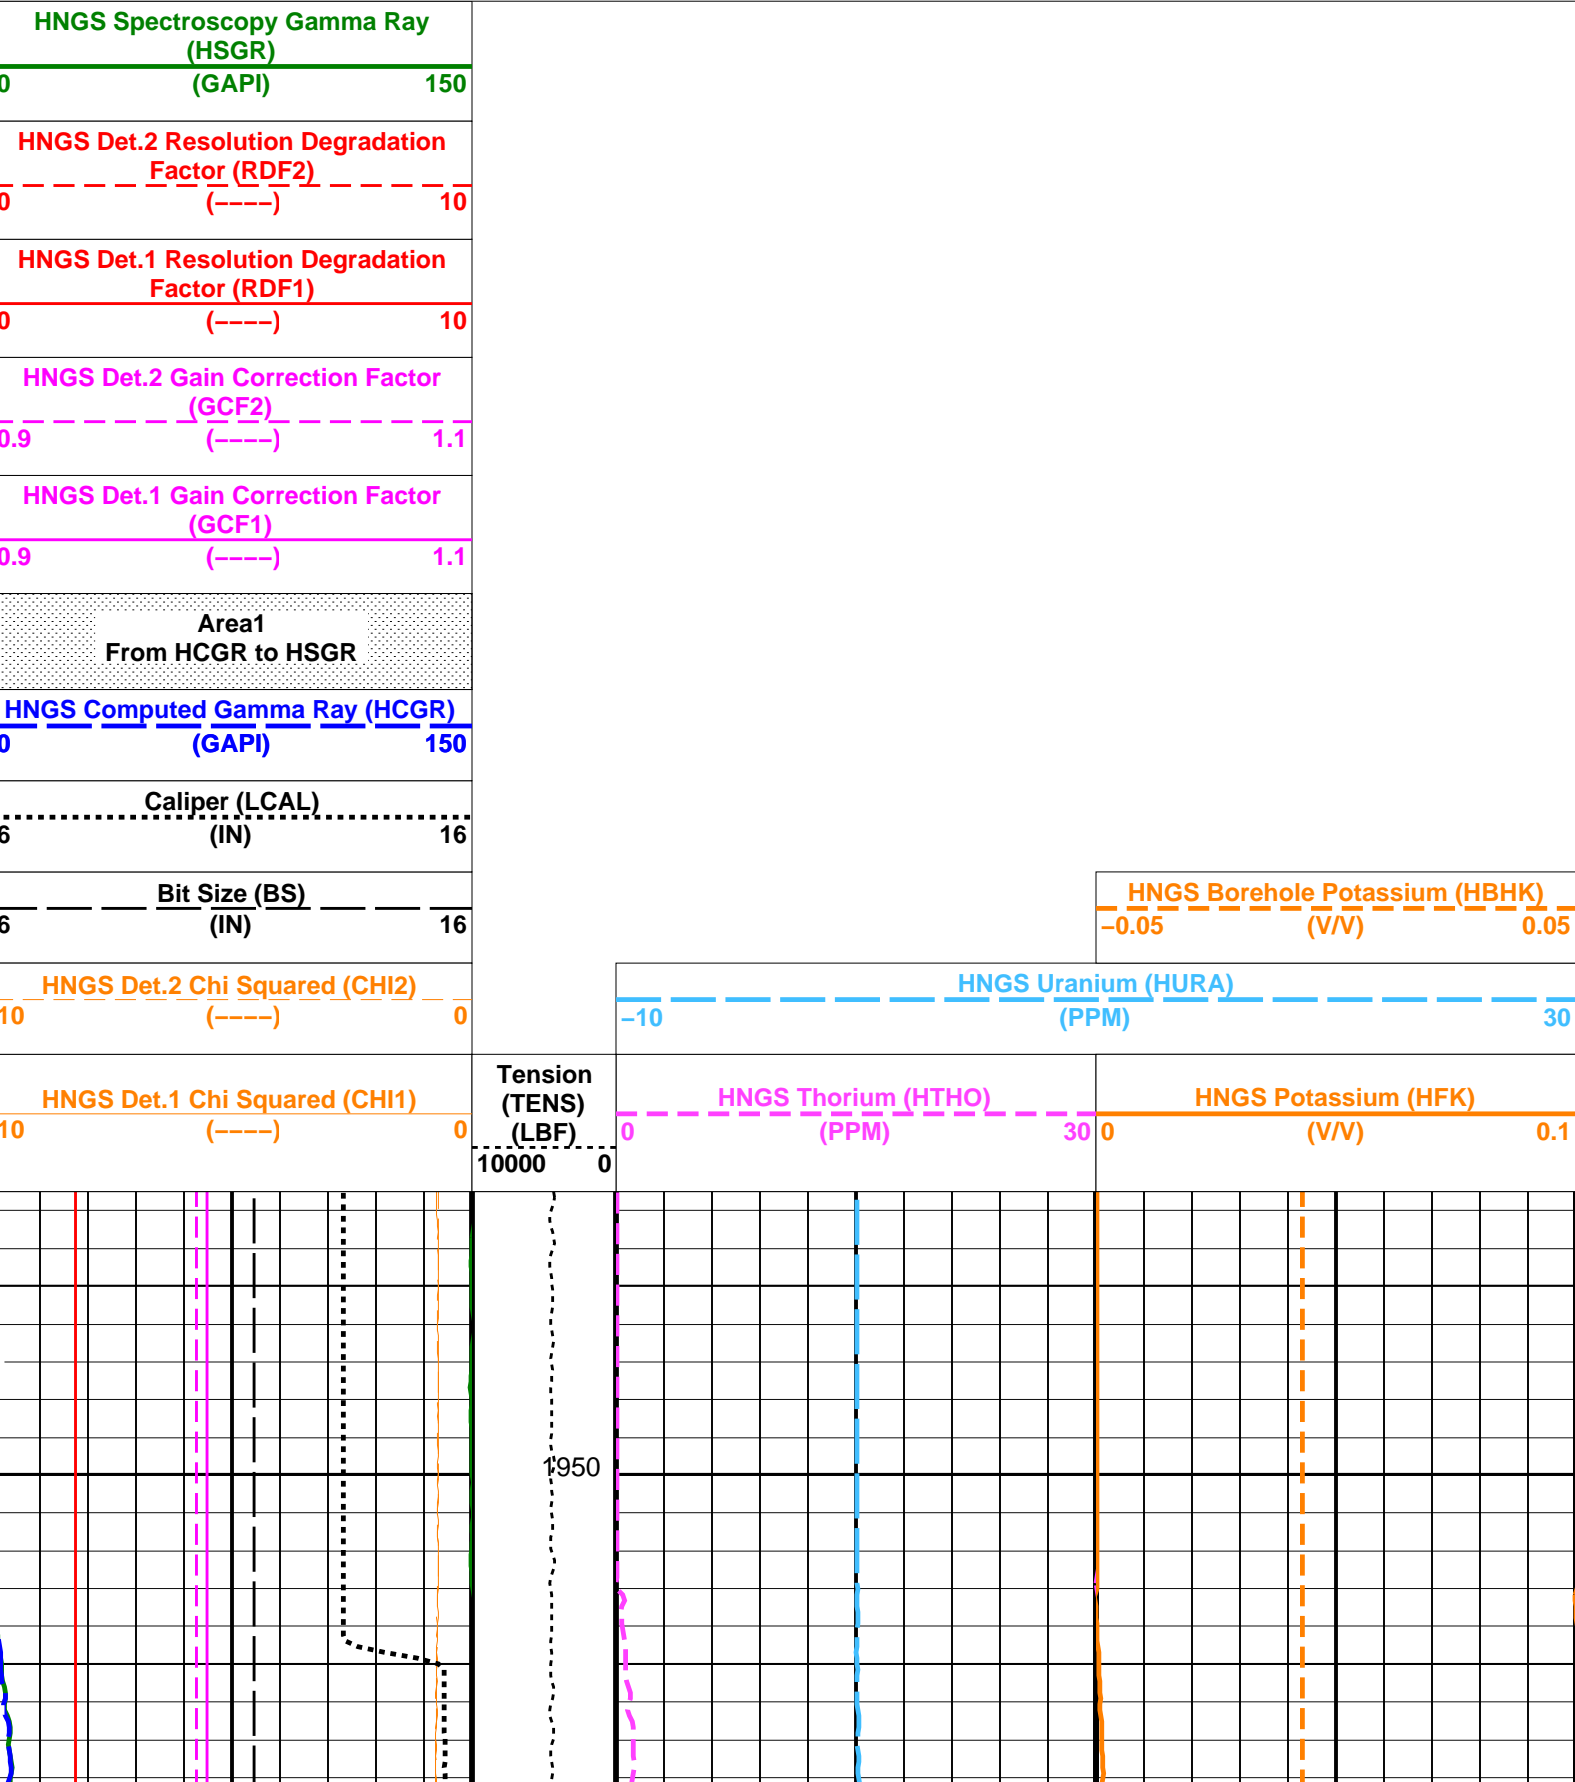 HNGS Spectroscopy Gamma Ray
(HSGR)
0 (GAPI) 150
HNGS Det.2 Resolution Degradation
Factor (RDF2)
0 (----) 10
HNGS Det.1 Resolution Degradation
Factor (RDF1)
0 (----) 10
HNGS Det.2 Gain Correction Factor
(GCF2)
0.9 (----) 1.1
HNGS Det.1 Gain Correction Factor
(GCF1)
0.9 (----) 1.1
Area1
From HCGR to HSGR
HNGS Computed Gamma Ray (HCGR)
0 (GAPI) 150
Caliper (LCAL)
6 (IN) 16
Bit Size (BS)
6 (IN) 16
HNGS Borehole Potassium (HBHK)
−0.05 (V/V) 0.05
HNGS Det.2 Chi Squared (CHI2)
10 (----) 0
HNGS Uranium (HURA)
−10 (PPM) 30
HNGS Det.1 Chi Squared (CHI1)
10 (----) 0
Tension
(TENS)
(LBF)
10000 0
HNGS Thorium (HTHO)
0 (PPM) 30
HNGS Potassium (HFK)
0 (V/V) 0.1
1950